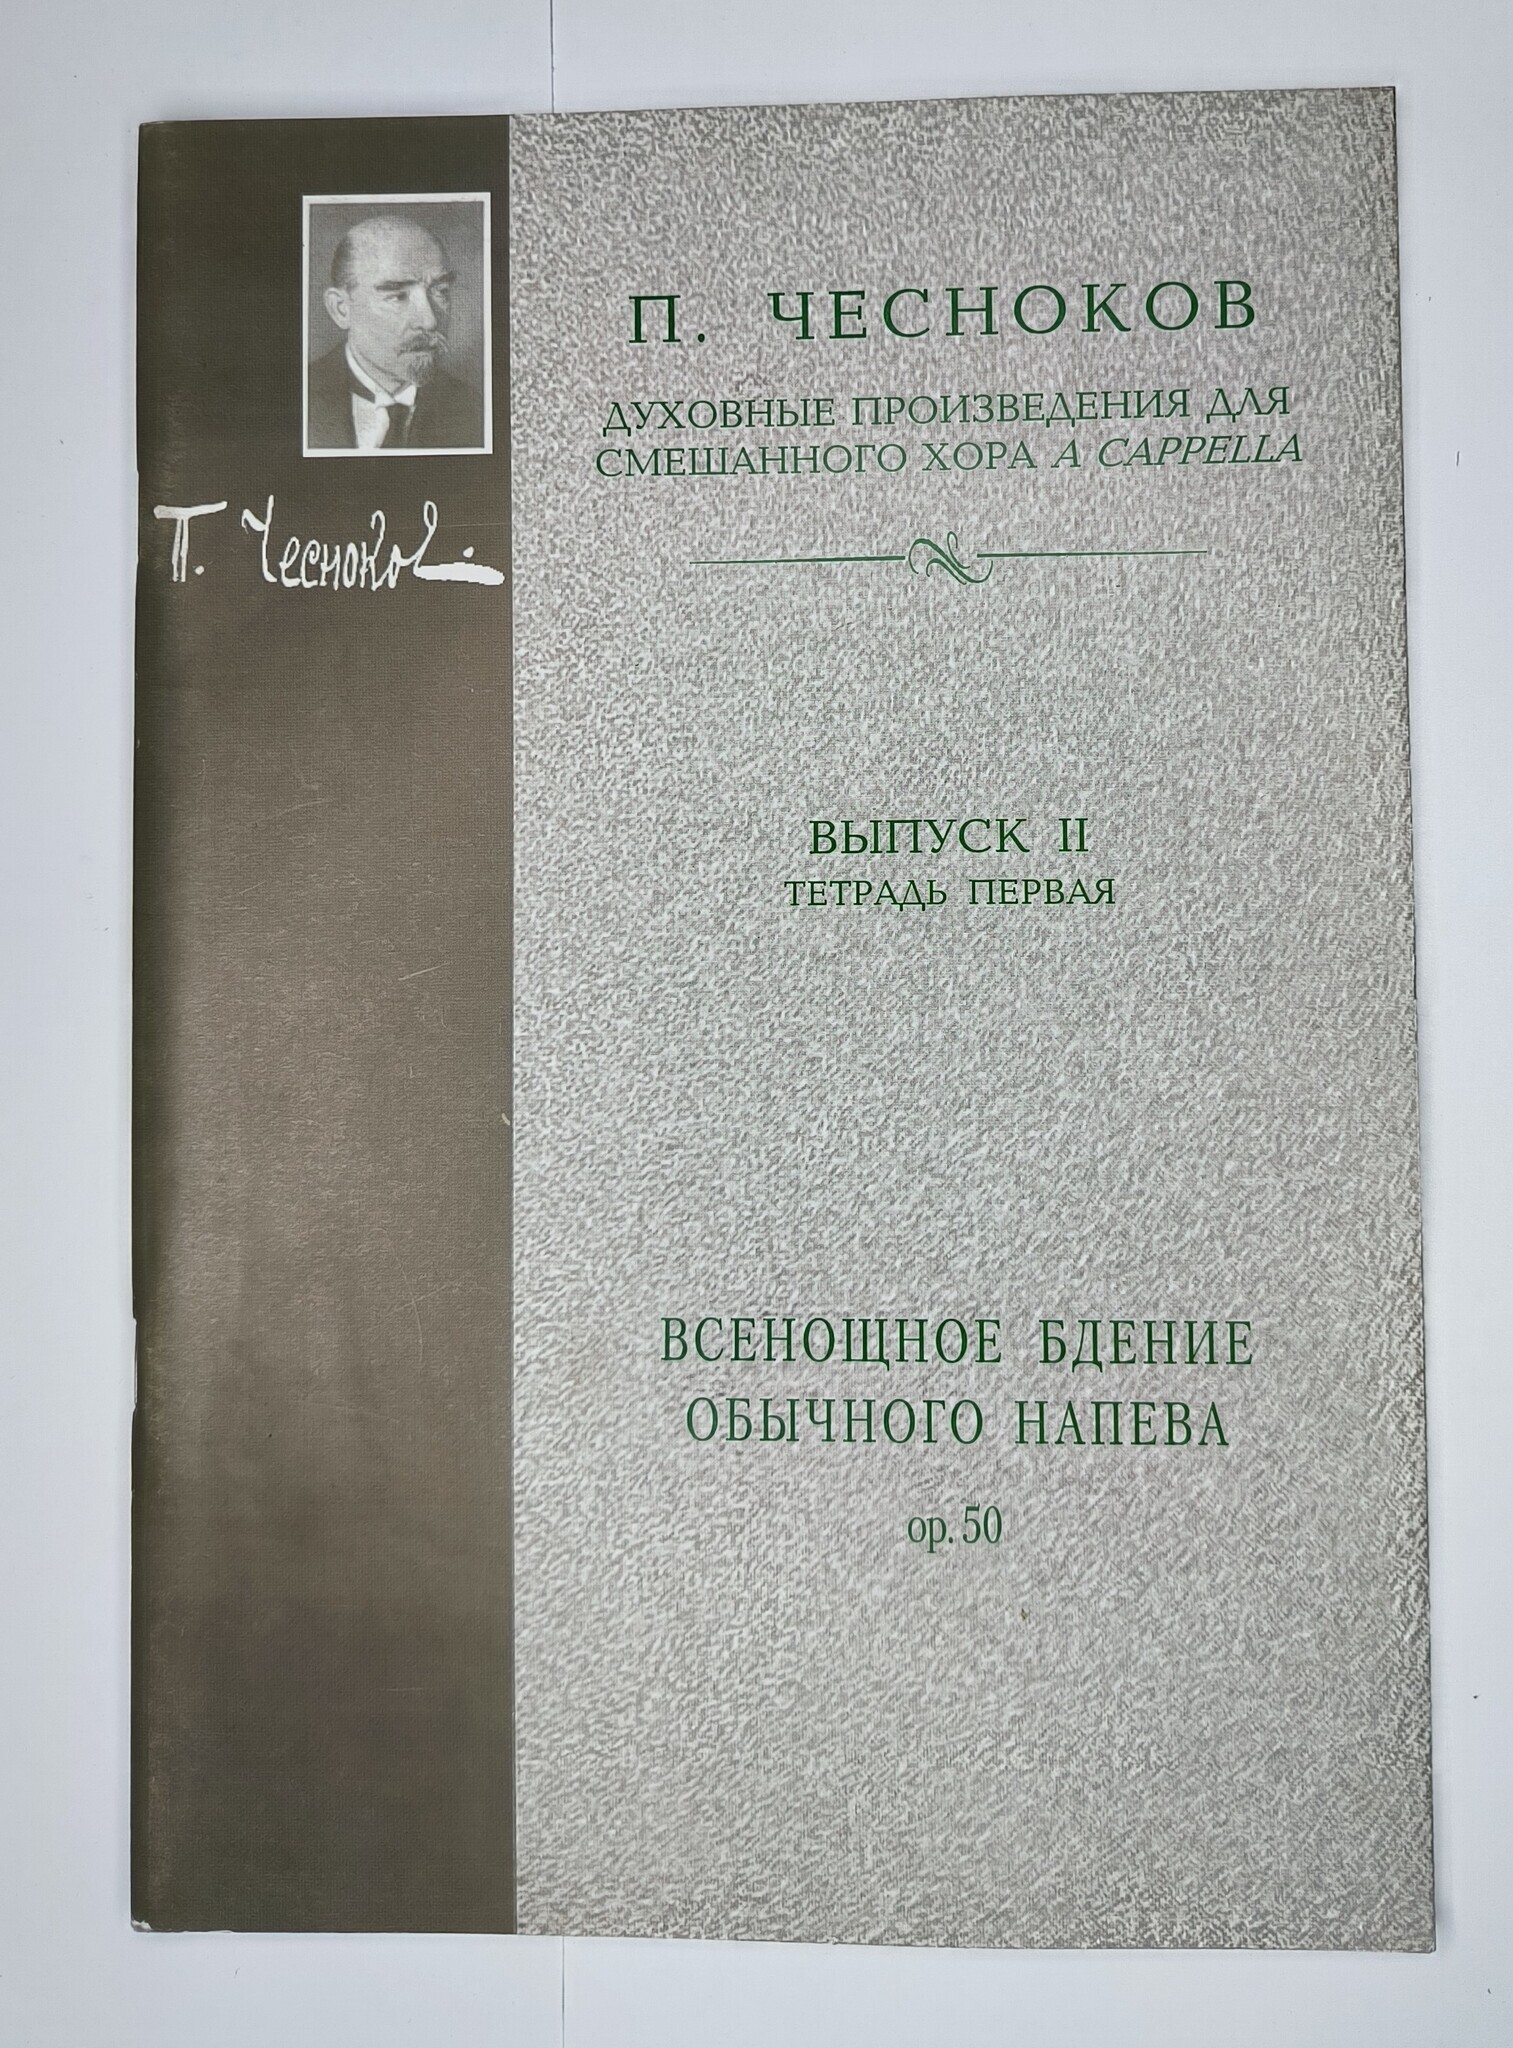 П. Чесноков
П. ЧЕСНОКОВ
ДУХОВНЫЕ ПРОИЗВЕДЕНИЯ ДЛЯ
СМЕШАННОГО ХОРА A CAPPELLA
ВЫПУСК II
ТЕТРАДЬ ПЕРВАЯ
ВСЕНОЩНОЕ БДЕНИЕ
ОБЫЧНОГО НАПЕВА
op. 50